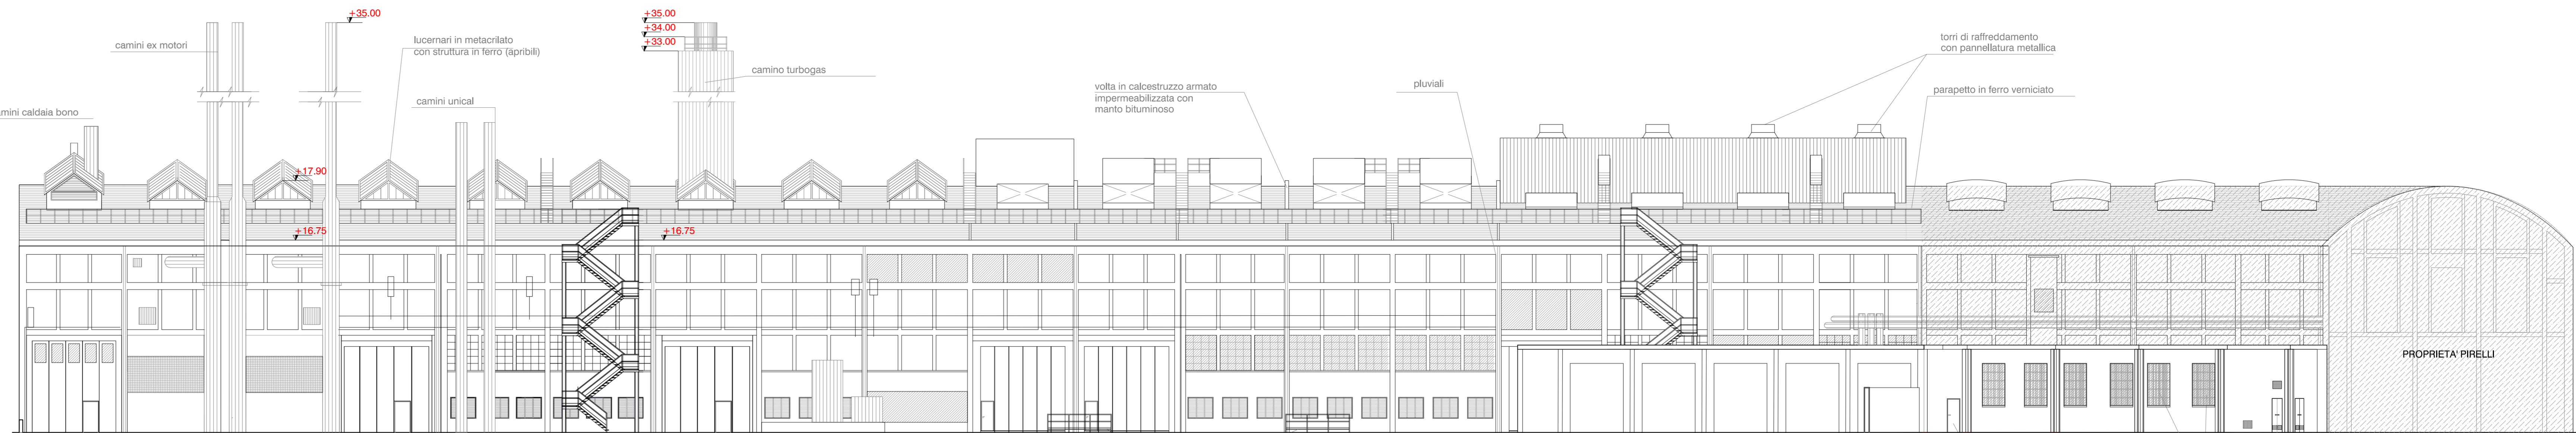 +35.00
+35.00
+34.00
+33.00
camini ex motori
lucernari in metacrilato
con struttura in ferro (apribili)
camino turbogas
torri di raffreddamento
con pannellatura metallica
volta in calcestruzzo armato
impermeabilizzata con
manto bituminoso
pluviali
parapetto in ferro verniciato
camini unical
mini caldaia bono
+17.90
+16.75
+16.75
PROPRIETA' PIRELLI